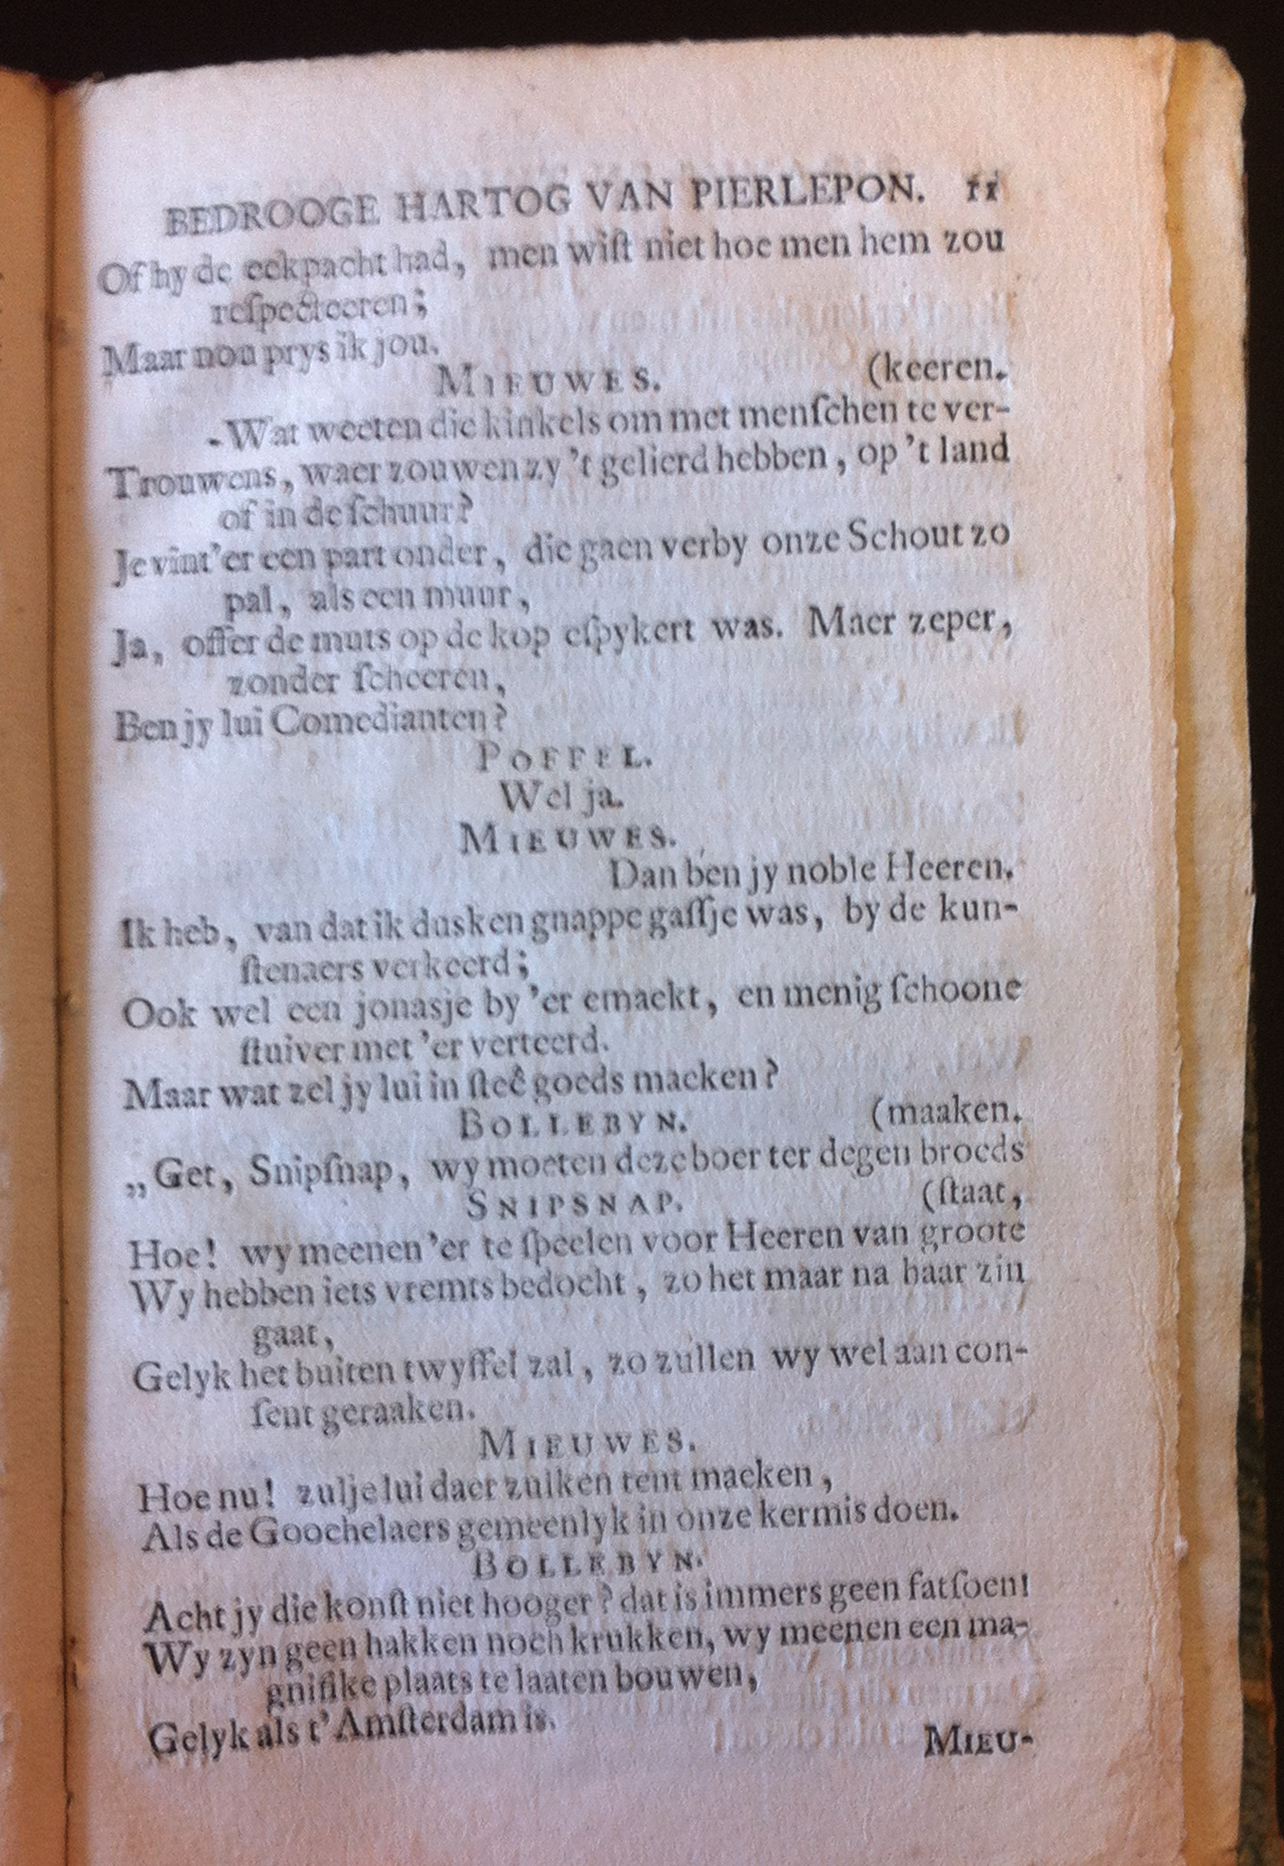 BEDROOGE HARTOG VAN PIERLEPON. 11
Of hy de eekpacht had, men wiſt niet hoe men hem zou
reſpecteeren;
Maar nou prys ik jou.
MIEUWES. (keeren.
-Wat weeten die kinkels om met menſchen te ver-
Trouwens, waer zouwen zy 't gelierd hebben, op 't land
of in de ſchuur?
Je vint 'er een part onder, die gaen verby onze Schout zo
pal, als een muur,
Ja, offer de muts op de kop eſpykert was. Maer zeper,
zonder ſcheeren,
Ben jy lui Comedianten?
POFFEL.
Wel ja.
MIEUWES.
Dan ben jy noble Heeren.
Ik heb, van dat ik dusken gnappe gaſſje was, by de kun-
ſtenaers verkeerd;
Ook wel een jonasje by 'er emaekt, en menig ſchoone
ſtuiver met 'er verteerd.
Maar wat zel jy lui in ſteê goeds maeken?
BOLLEBYN. (maaken.
„Get, Snipſnap, wy moeten deze boer ter degen broeds
SNIPSNAP. (ſtaat,
Hoe! wy meenen 'er te ſpeelen voor Heeren van groote
Wy hebben iets vremts bedocht, zo het maar na haar zin
gaat,
Gelyk het buiten twyffel zal, zo zullen wy wel aan con-
ſent geraaken.
MIEUWES.
Hoe nu! zulje lui daer zulken tent maeken,
Als de Goochelaers gemeenlyk in onze kermis doen.
BOLLEBYN.
Acht jy die konſt niet hooger? dat is immers geen fatſoen!
Wy zyn geen hakken noch krukken, wy meenen een ma-
gnifike plaats te laaten bouwen,
Gelyk als t' Amſterdam is.
MIEU-